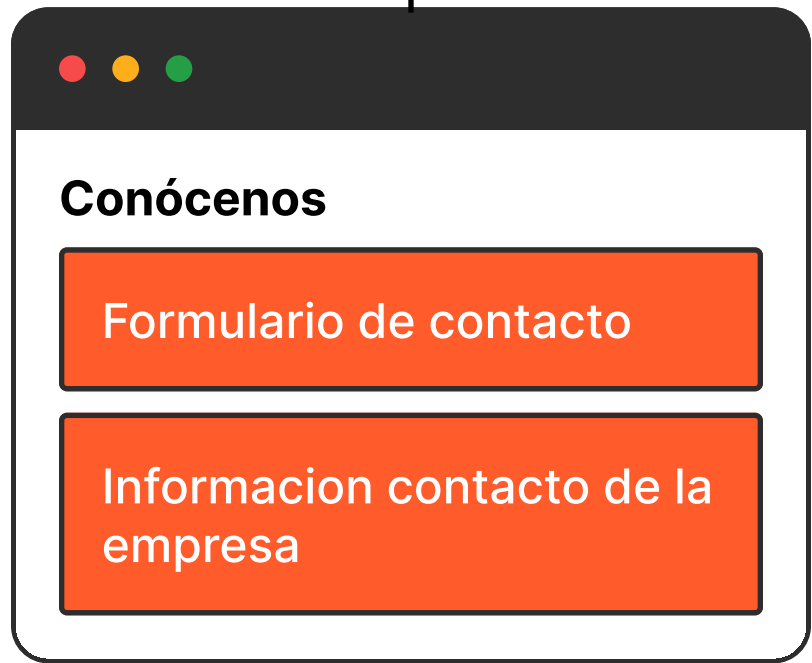 Conócenos
Formulario de contacto
Informacion contacto de la
empresa